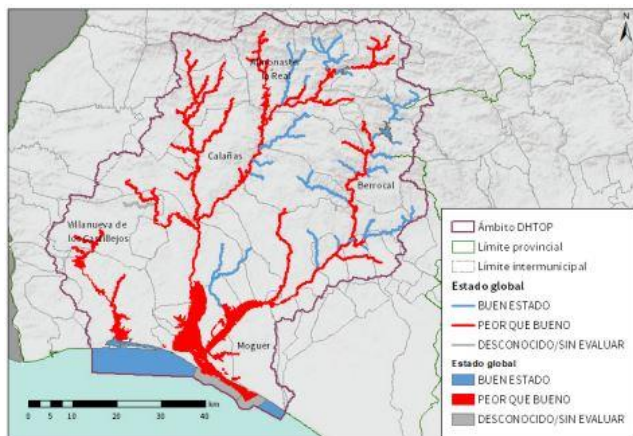 N
Almonaster
la Real
Calañas
Berrocal
Villanueva de
los Castillejos
Moguer
0
10
20
30
40
km
Ámbito DHTOP
Límite provincial
Límite intermunicipal
Estado global
BUEN ESTADO
PEOR QUE BUENO
DESCONOCIDO/SIN EVALUAR
Estado global
BUEN ESTADO
PEOR QUE BUENO
DESCONOCIDO/SIN EVALUAR